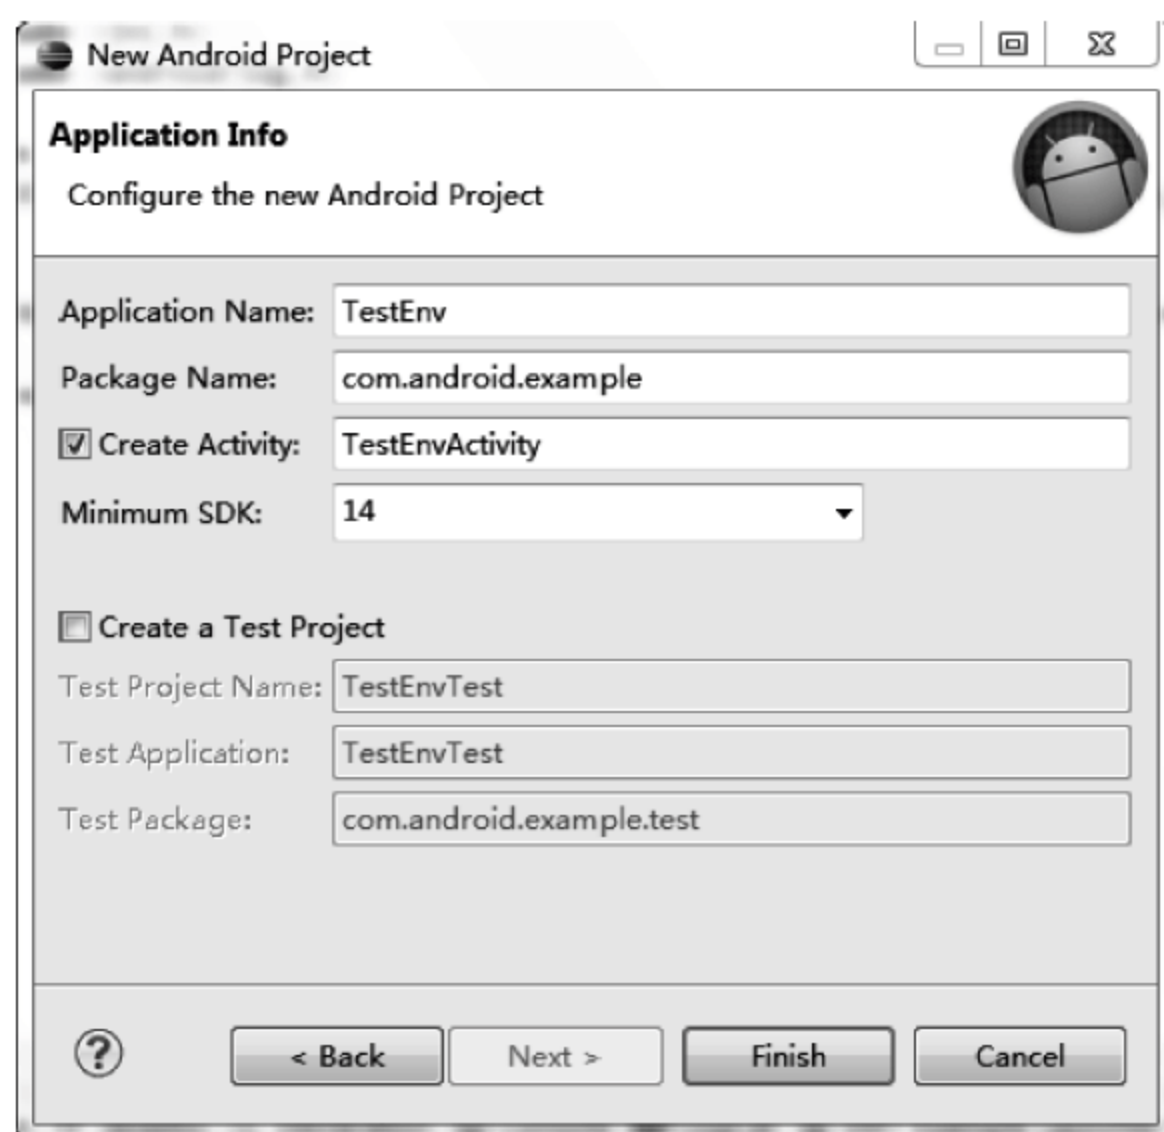 New Android Project
Application Info
Configure the new Android Project
Application Name: TestEnv
Package Name: com.android.example
Create Activity: TestEnvActivity
Minimum SDK: 14
Create a Test Project
Test Project Name: TestEnvTest
Test Application: TestEnvTest
Test Package: com.android.example.test
? < Back Next > Finish Cancel